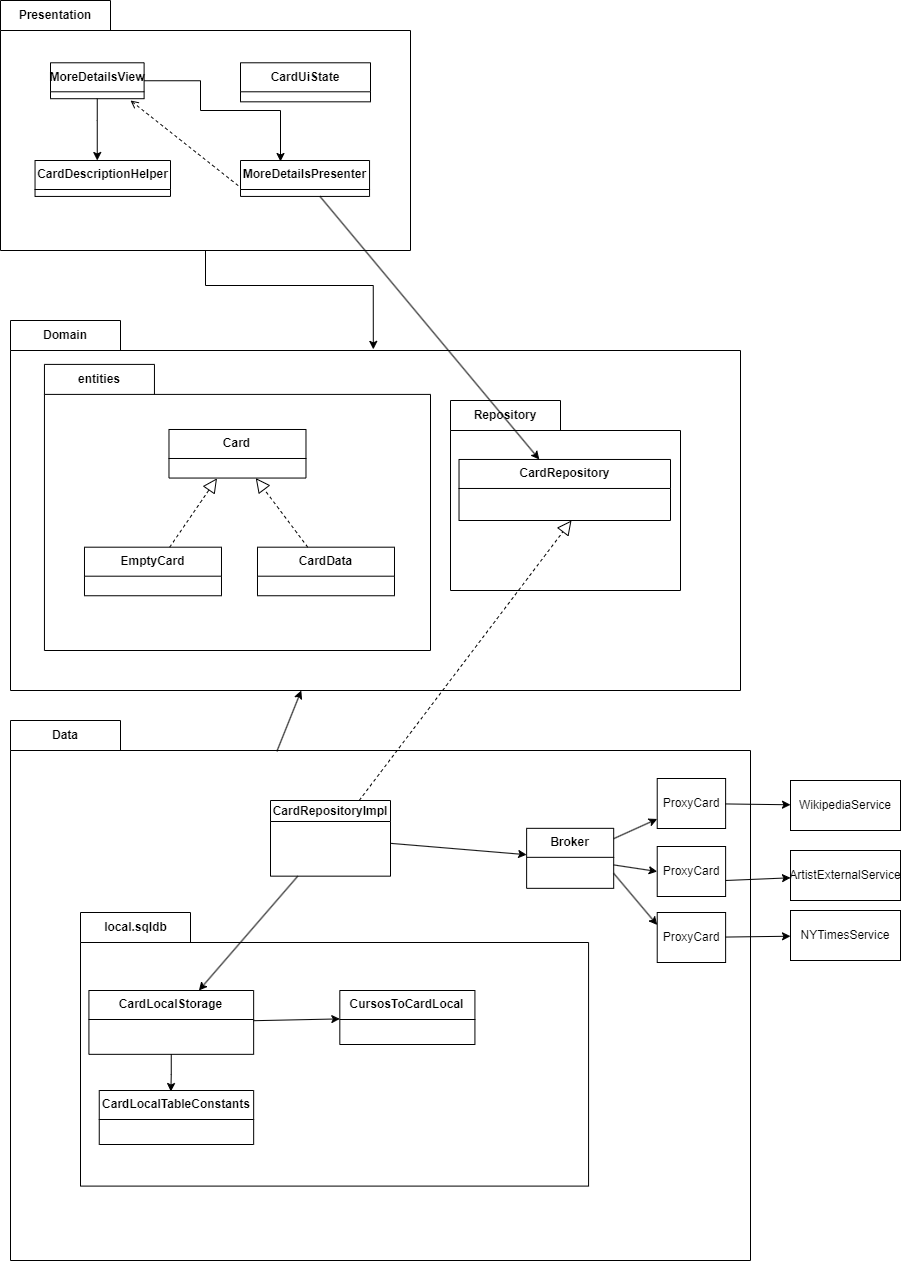 Presentation
MoreDetailsView
CardUiState
CardDescriptionHelper
MoreDetailsPresenter
Domain
entities
Card
EmptyCard
CardData
Repository
CardRepository
Data
CardRepositoryImpl
Broker
ProxyCard
ProxyCard
ProxyCard
WikipediaService
ArtistExternalService
NYTimesService
local.sqldb
CardLocalStorage
CursosToCardLocal
CardLocalTableConstants